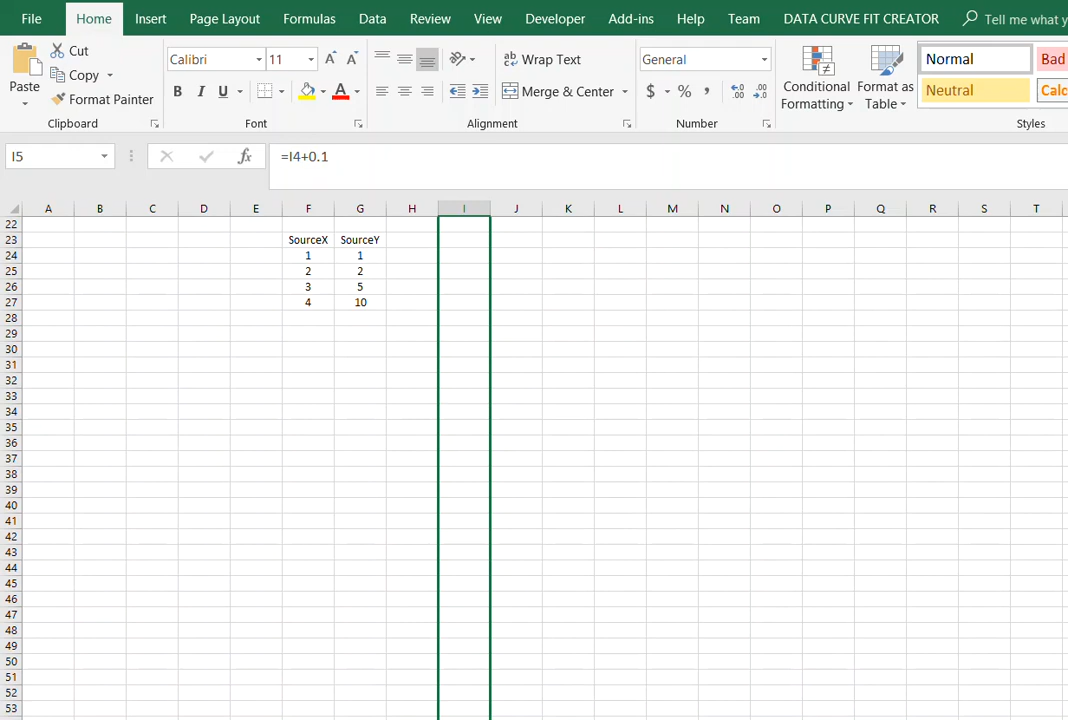 File Home Insert Page Layout Formulas Data Review View Developer Add-ins Help Team DATA CURVE FIT CREATOR Tell me what y
Cut
Copy
Format Painter
Paste
Clipboard
Calibri 11 A A
B I U A
Font
ab c Wrap Text
Merge & Center
Alignment
General
$ % , .00 .00
Number
Conditional Formatting
Format as Table
Normal Bad
Neutral Calc
Styles
I5 fx =I4+0.1
A B C D E F G H I J K L M N O P Q R S T
22
23 SourceX SourceY
24 1 1
25 2 2
26 3 5
27 4 10
28
29
30
31
32
33
34
35
36
37
38
39
40
41
42
43
44
45
46
47
48
49
50
51
52
53